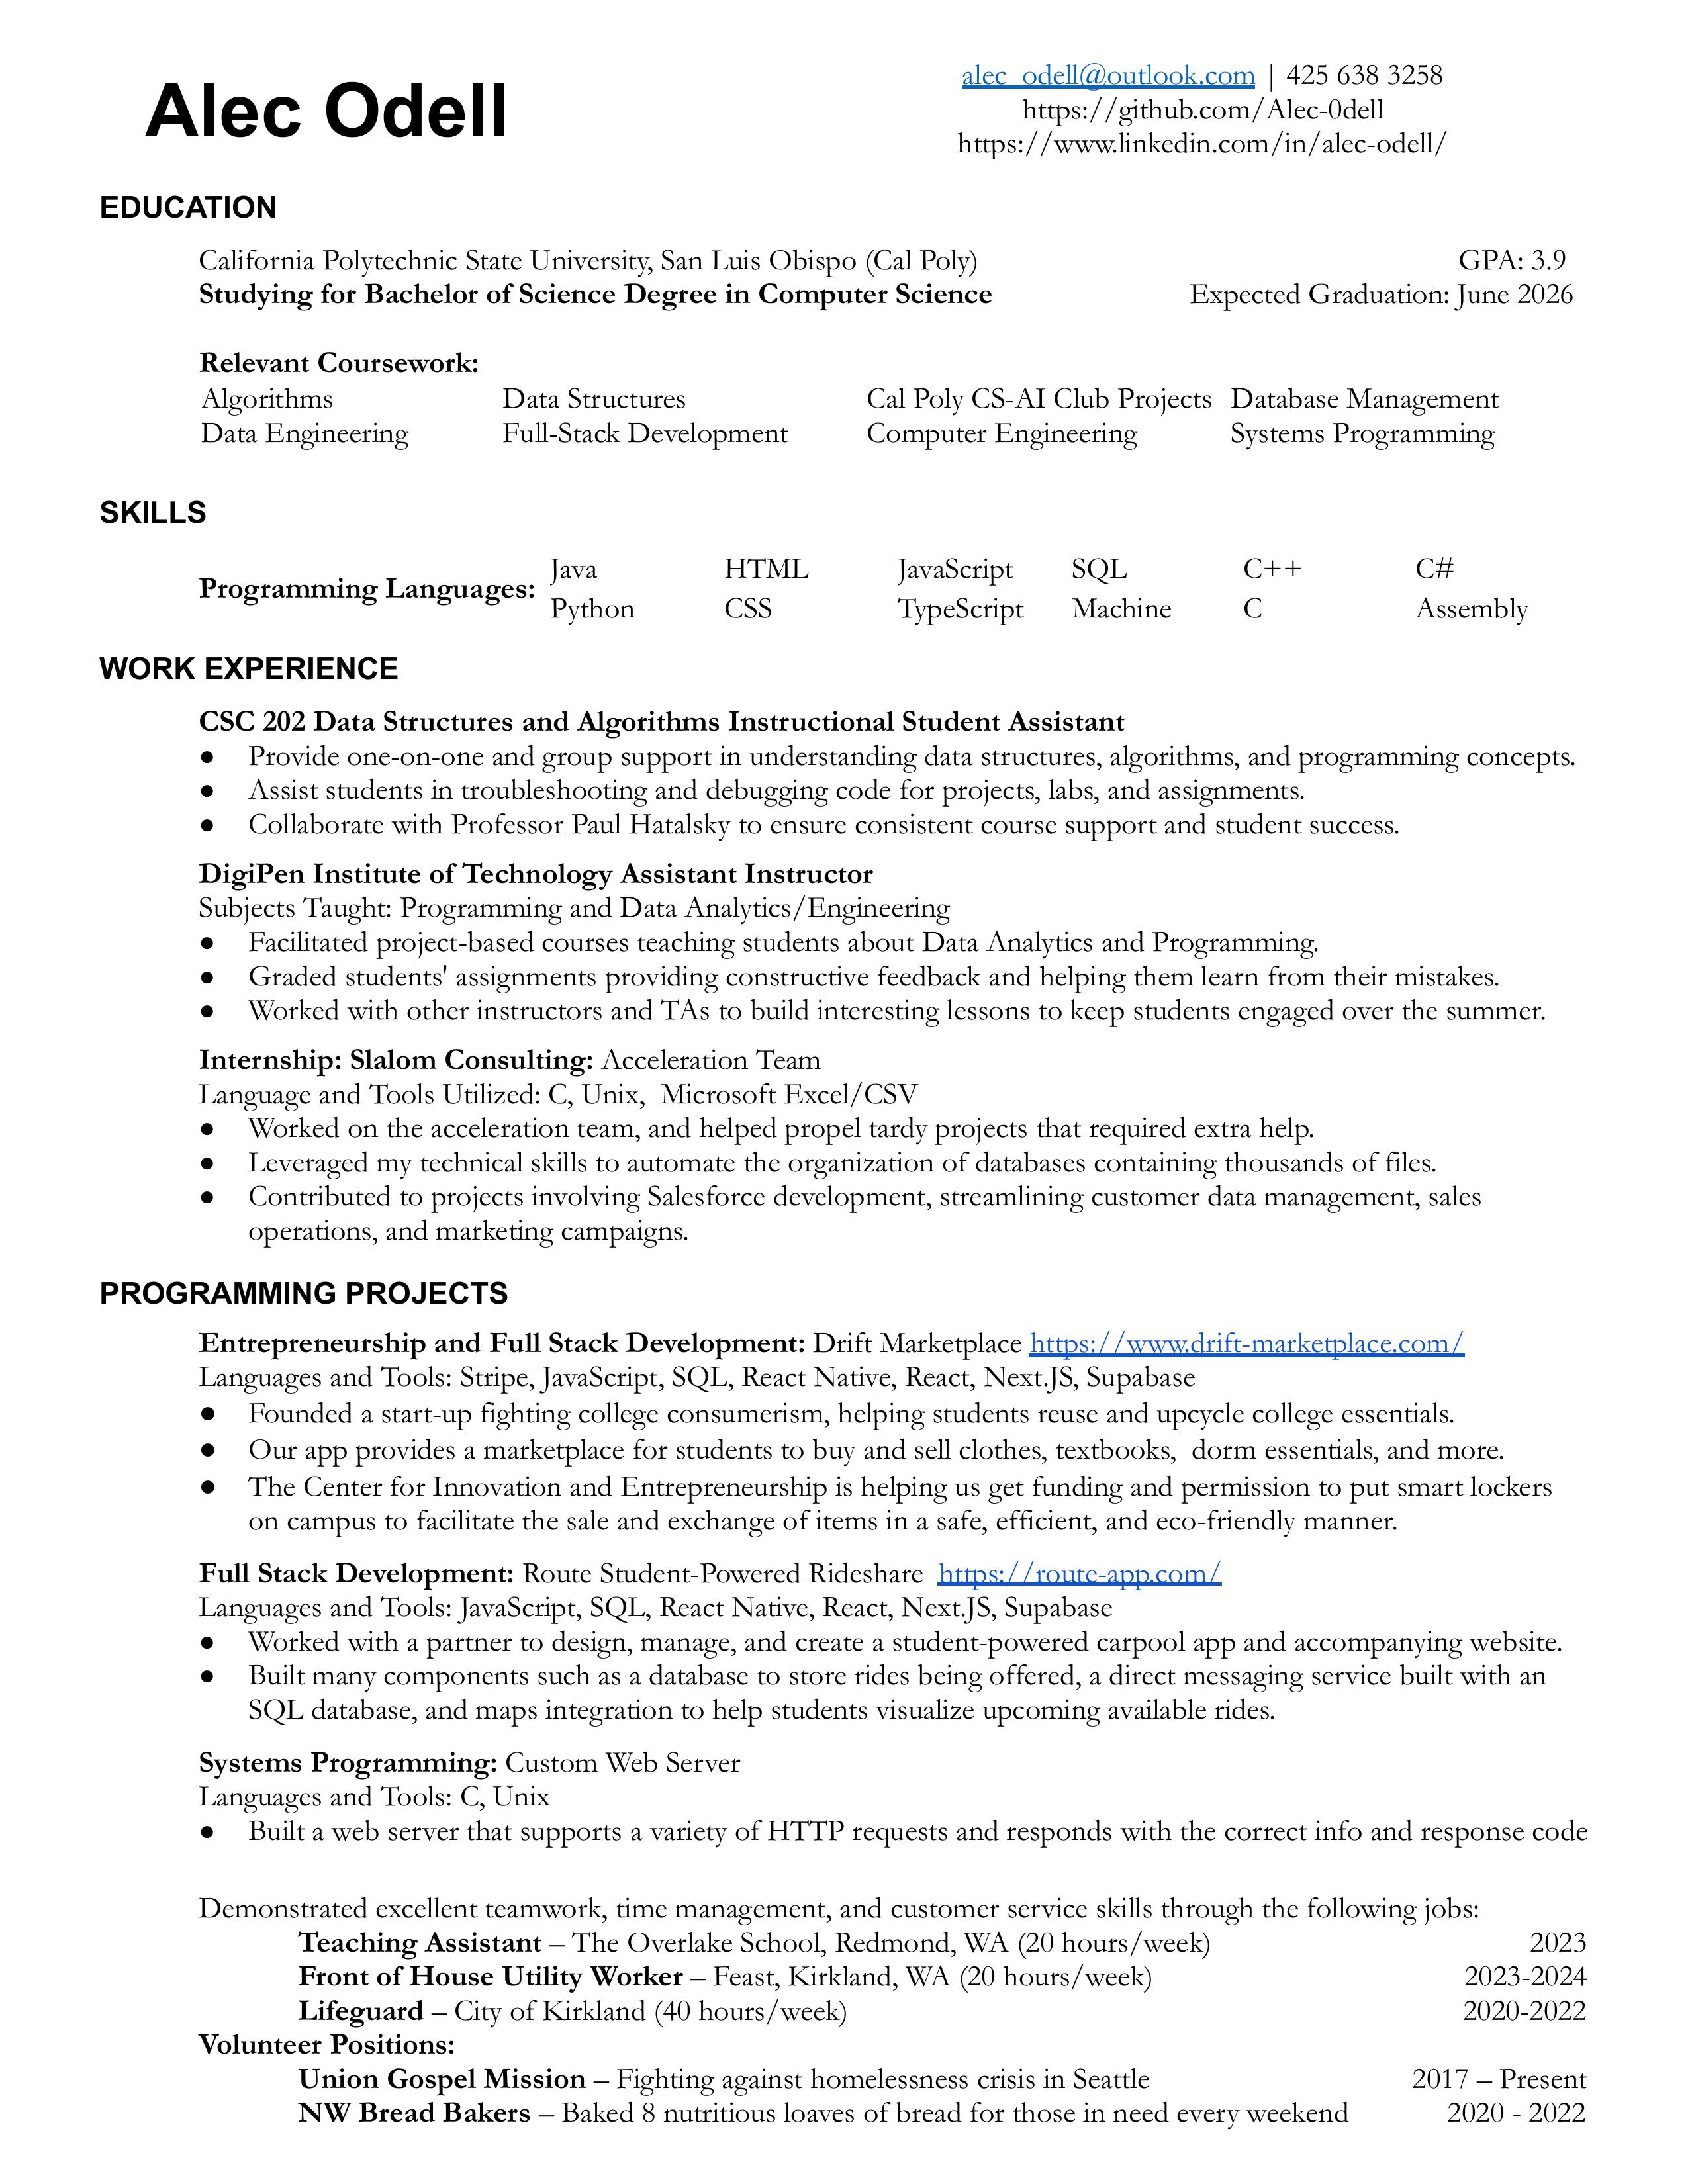 Alec Odell
alec_odell@outlook.com | 425 638 3258
https://github.com/Alec-0dell
https://www.linkedin.com/in/alec-odell/
EDUCATION
California Polytechnic State University, San Luis Obispo (Cal Poly) GPA: 3.9
Studying for Bachelor of Science Degree in Computer Science Expected Graduation: June 2026
Relevant Coursework:
Algorithms Data Structures Cal Poly CS-AI Club Projects Database Management
Data Engineering Full-Stack Development Computer Engineering Systems Programming
SKILLS
Programming Languages:
Java HTML JavaScript SQL C++ C#
Python CSS TypeScript Machine C Assembly
WORK EXPERIENCE
CSC 202 Data Structures and Algorithms Instructional Student Assistant
● Provide one-on-one and group support in understanding data structures, algorithms, and programming concepts.
● Assist students in troubleshooting and debugging code for projects, labs, and assignments.
● Collaborate with Professor Paul Hatalsky to ensure consistent course support and student success.
DigiPen Institute of Technology Assistant Instructor
Subjects Taught: Programming and Data Analytics/Engineering
● Facilitated project-based courses teaching students about Data Analytics and Programming.
● Graded students' assignments providing constructive feedback and helping them learn from their mistakes.
● Worked with other instructors and TAs to build interesting lessons to keep students engaged over the summer.
Internship: Slalom Consulting: Acceleration Team
Language and Tools Utilized: C, Unix, Microsoft Excel/CSV
● Worked on the acceleration team, and helped propel tardy projects that required extra help.
● Leveraged my technical skills to automate the organization of databases containing thousands of files.
● Contributed to projects involving Salesforce development, streamlining customer data management, sales
operations, and marketing campaigns.
PROGRAMMING PROJECTS
Entrepreneurship and Full Stack Development: Drift Marketplace https://www.drift-marketplace.com/
Languages and Tools: Stripe, JavaScript, SQL, React Native, React, Next.JS, Supabase
● Founded a start-up fighting college consumerism, helping students reuse and upcycle college essentials.
● Our app provides a marketplace for students to buy and sell clothes, textbooks, dorm essentials, and more.
● The Center for Innovation and Entrepreneurship is helping us get funding and permission to put smart lockers
on campus to facilitate the sale and exchange of items in a safe, efficient, and eco-friendly manner.
Full Stack Development: Route Student-Powered Rideshare https://route-app.com/
Languages and Tools: JavaScript, SQL, React Native, React, Next.JS, Supabase
● Worked with a partner to design, manage, and create a student-powered carpool app and accompanying website.
● Built many components such as a database to store rides being offered, a direct messaging service built with an
SQL database, and maps integration to help students visualize upcoming available rides.
Systems Programming: Custom Web Server
Languages and Tools: C, Unix
● Built a web server that supports a variety of HTTP requests and responds with the correct info and response code
Demonstrated excellent teamwork, time management, and customer service skills through the following jobs:
Teaching Assistant – The Overlake School, Redmond, WA (20 hours/week) 2023
Front of House Utility Worker – Feast, Kirkland, WA (20 hours/week) 2023-2024
Lifeguard – City of Kirkland (40 hours/week) 2020-2022
Volunteer Positions:
Union Gospel Mission – Fighting against homelessness crisis in Seattle 2017 – Present
NW Bread Bakers – Baked 8 nutritious loaves of bread for those in need every weekend 2020 - 2022